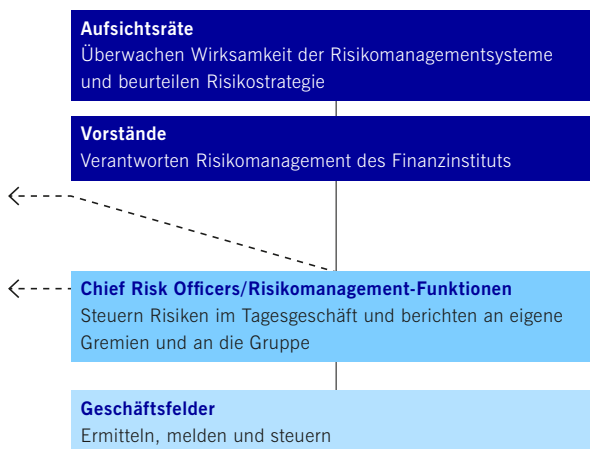 Aufsichtsräte
Überwachen Wirksamkeit der Risikomanagementsysteme
und beurteilen Risikostrategie
Vorstände
Verantworten Risikomanagement des Finanzinstituts
Chief Risk Officers/Risikomanagement-Funktionen
Steuern Risiken im Tagesgeschäft und berichten an eigene
Gremien und an die Gruppe
Geschäftsfelder
Ermitteln, melden und steuern